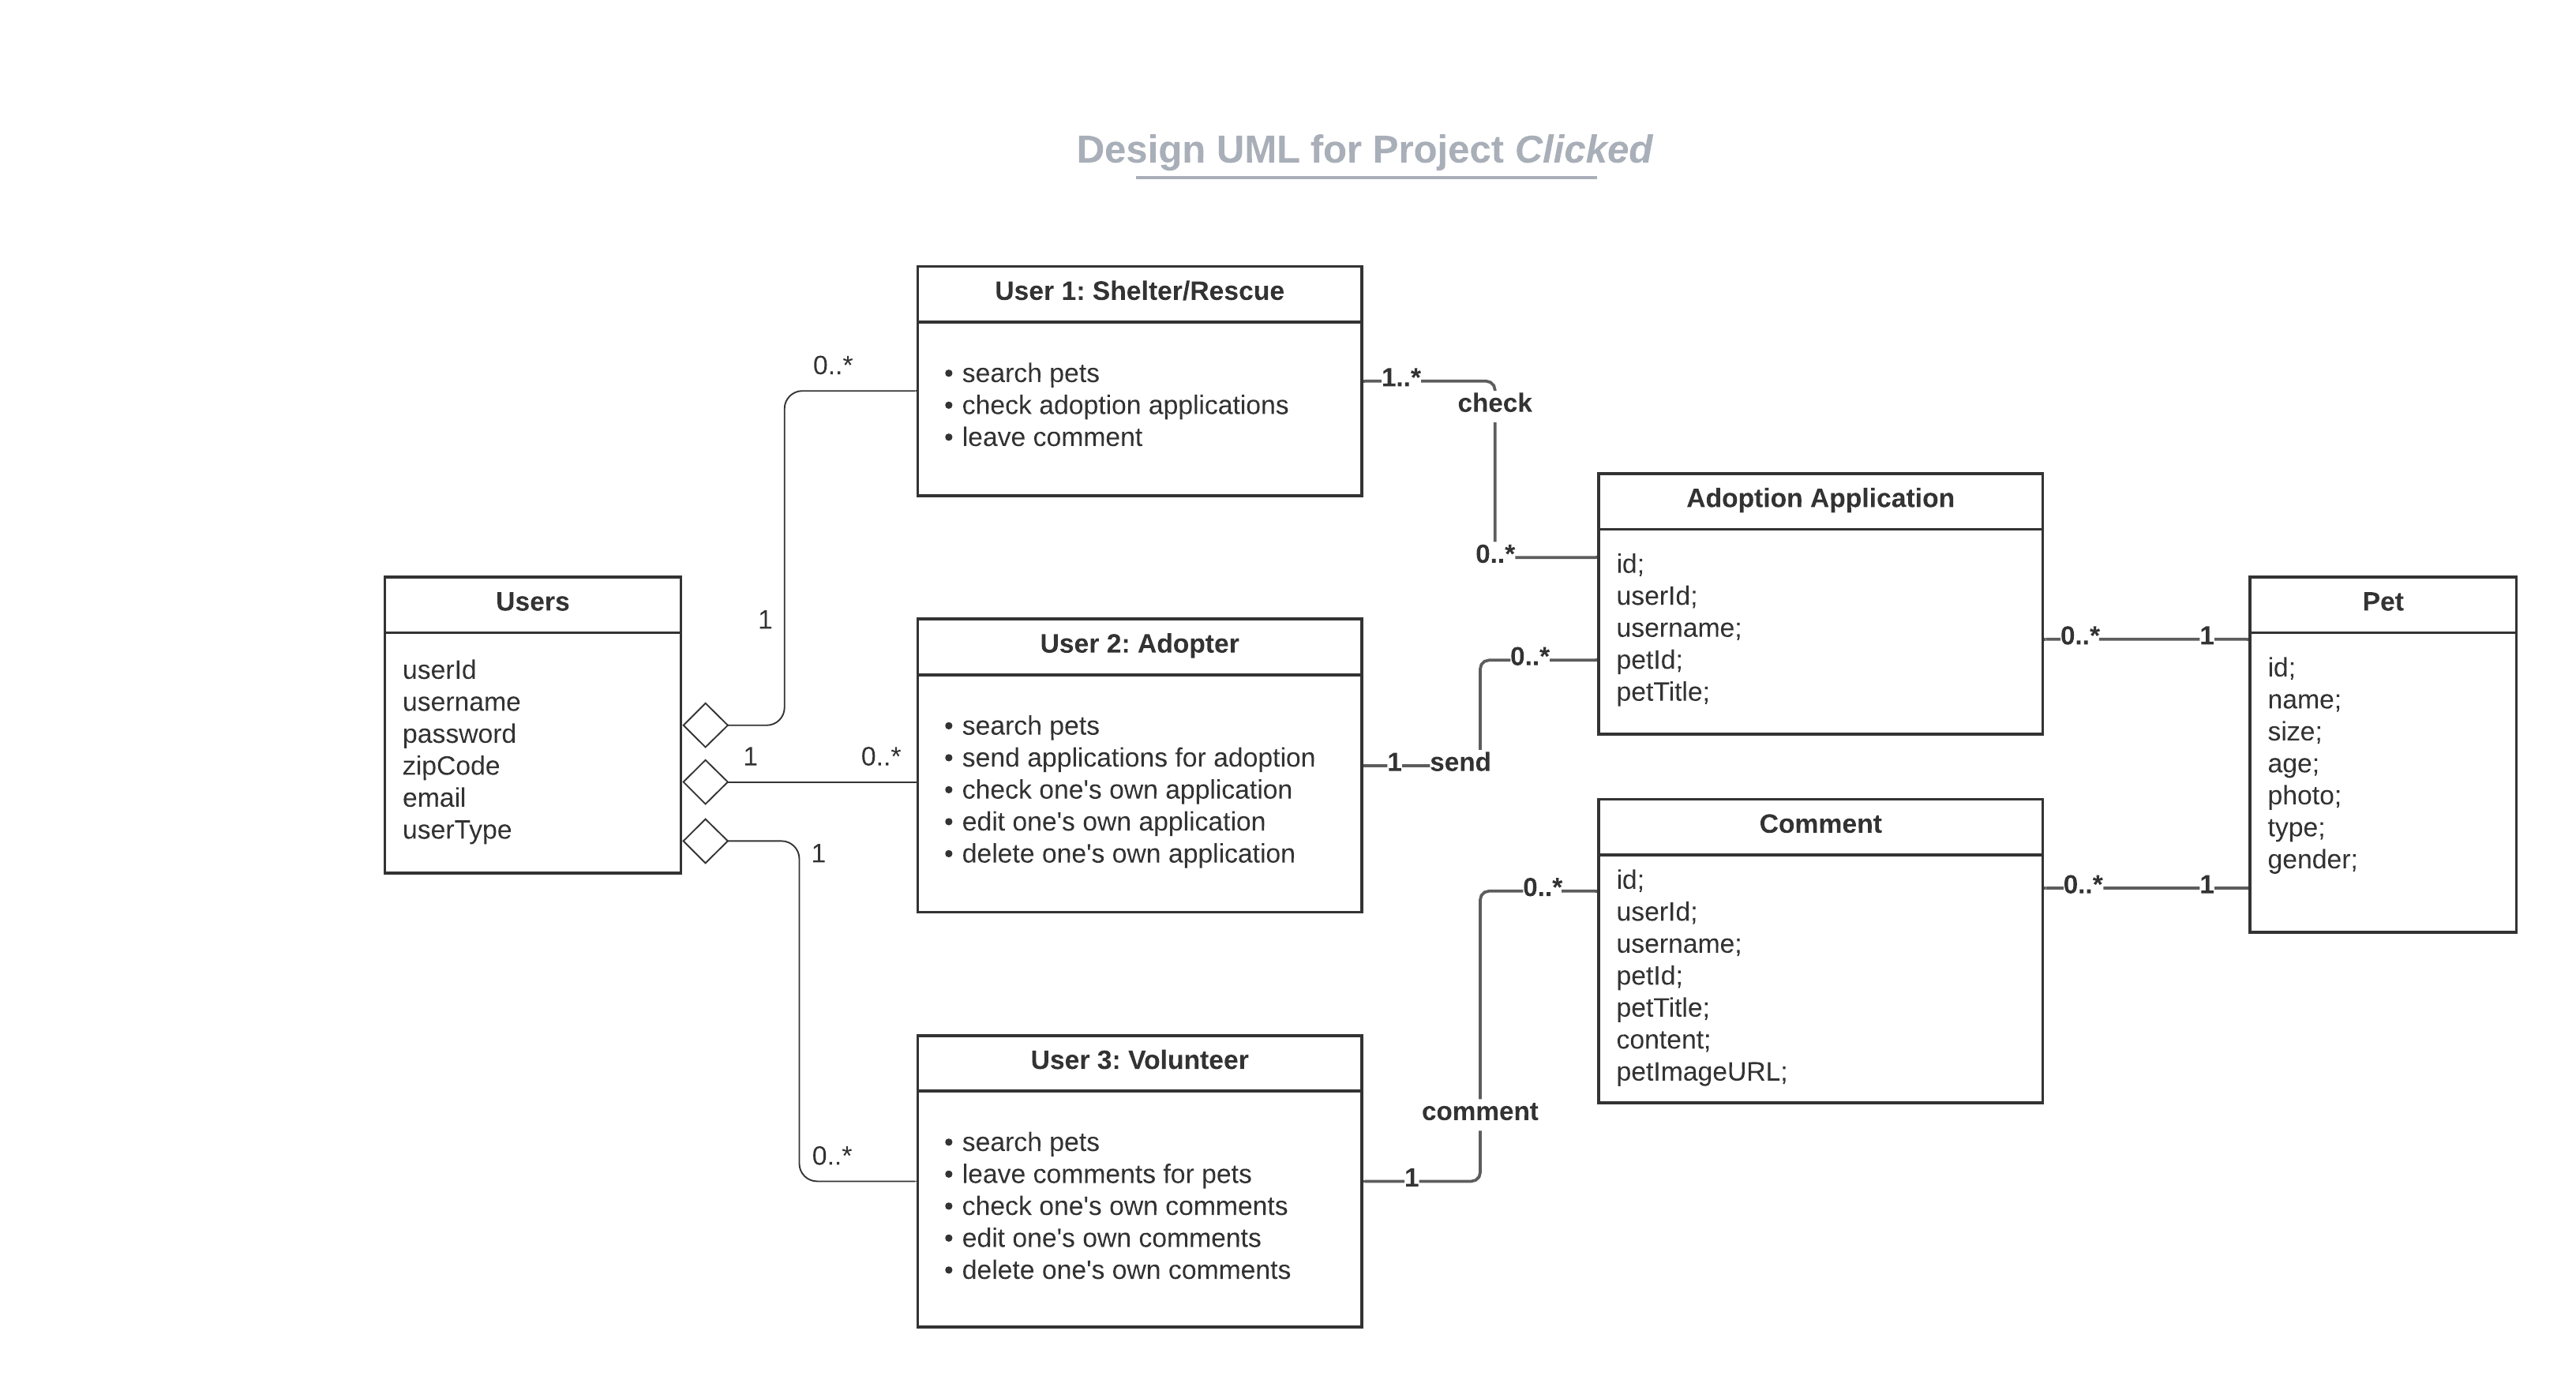 Design UML for Project Clicked
Users
userId
username
password
zipCode
email
userType
1
0..*
1
0..*
1
0..*
User 1: Shelter/Rescue
• search pets
• check adoption applications
• leave comment
User 2: Adopter
• search pets
• send applications for adoption
• check one's own application
• edit one's own application
• delete one's own application
User 3: Volunteer
• search pets
• leave comments for pets
• check one's own comments
• edit one's own comments
• delete one's own comments
1..*
check
0..*
1
send
0..*
1
comment
0..*
Adoption Application
id;
userId;
username;
petId;
petTitle;
Comment
id;
userId;
username;
petId;
petTitle;
content;
petImageURL;
0..*
1
0..*
1
Pet
id;
name;
size;
age;
photo;
type;
gender;